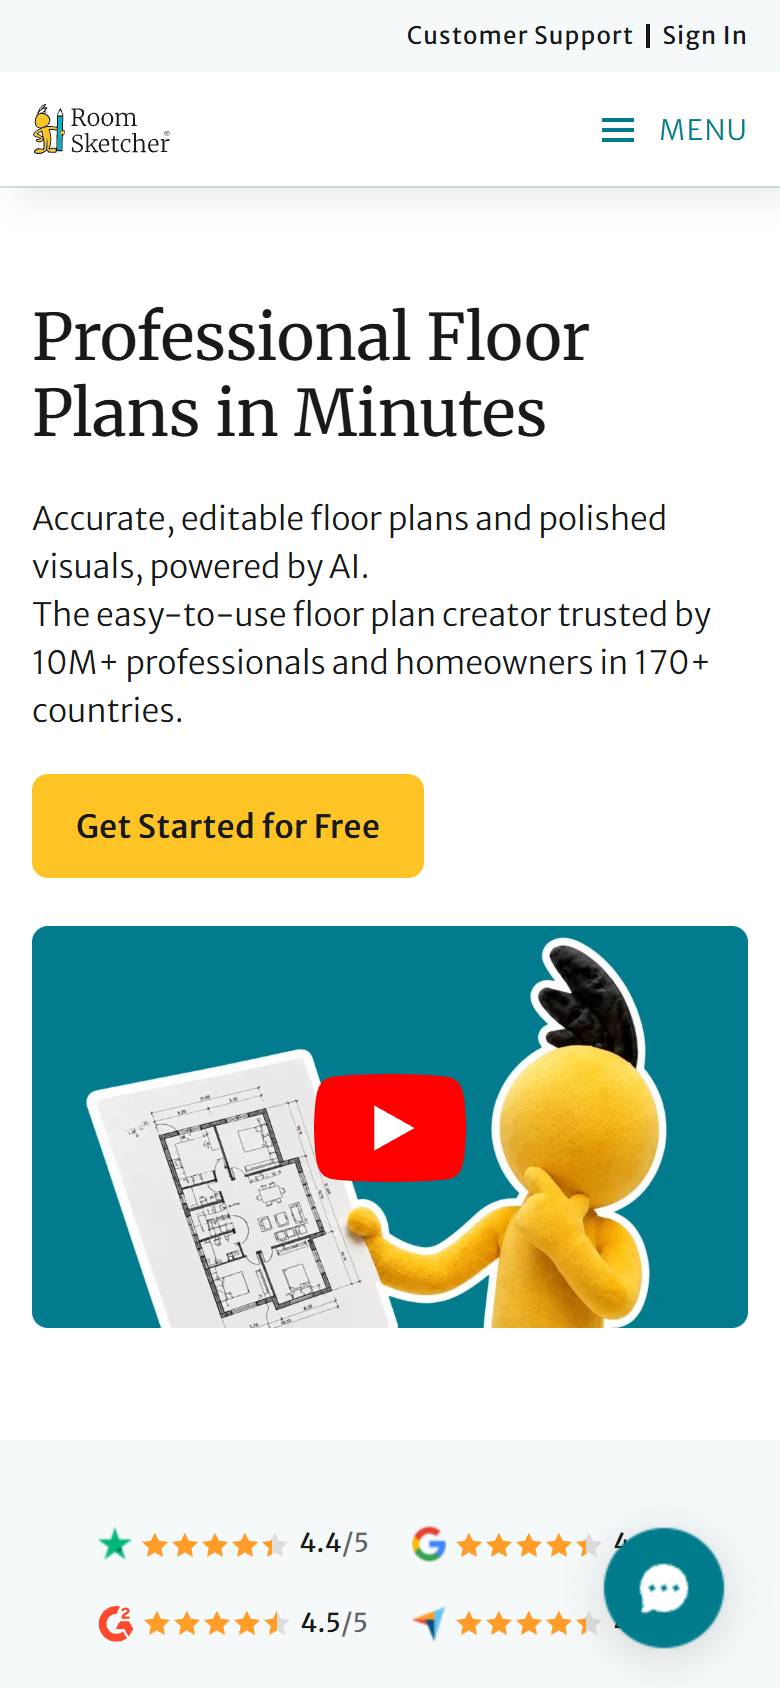 Customer Support | Sign In
Room
Sketcher
MENU
Professional Floor
Plans in Minutes
Accurate, editable floor plans and polished
visuals, powered by AI.
The easy-to-use floor plan creator trusted by
10M+ professionals and homeowners in 170+
countries.
Get Started for Free
4.4/5
4.5/5